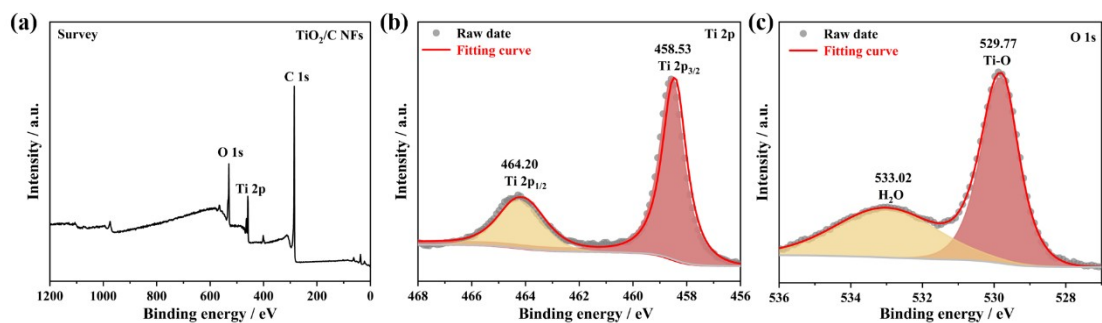 (a)
Survey
TiO₂/C NFs
C 1s
O 1s
Ti 2p
Intensity / a.u.
1200 1000 800 600 400 200 0
Binding energy / eV
(b)
Raw date
Fitting curve
Ti 2p
458.53
Ti 2p₃/₂
464.20
Ti 2p₁/₂
Intensity / a.u.
468 466 464 462 460 458 456
Binding energy / eV
(c)
Raw date
Fitting curve
O 1s
529.77
Ti-O
533.02
H₂O
Intensity / a.u.
536 534 532 530 528
Binding energy / eV